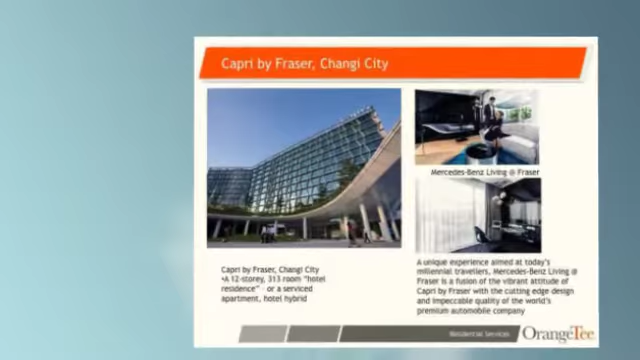 Capri by Fraser, Changi City
Mercedes-Benz Living @ Fraser
Capri by Fraser, Changi City
•A 12-storey, 313 room "hotel
residence" – or a serviced
apartment, hotel hybrid
A unique experience aimed at today's
millennial travellers, Mercedes-Benz Living @
Fraser is a fusion of the vibrant attitude of
Capri by Fraser with the cutting edge design
and impeccable quality of the world's
premium automobile company
Residential Services
OrangeTee